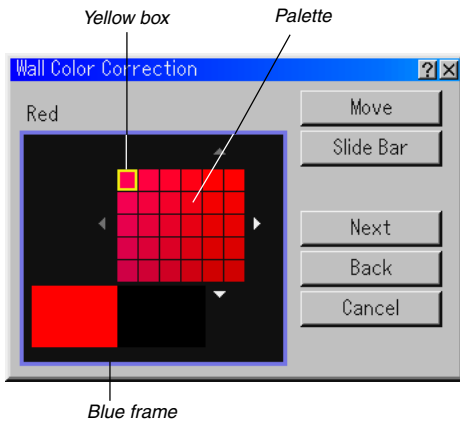 Yellow box
Palette
Wall Color Correction
Red
Move
Slide Bar
Next
Back
Cancel
Blue frame